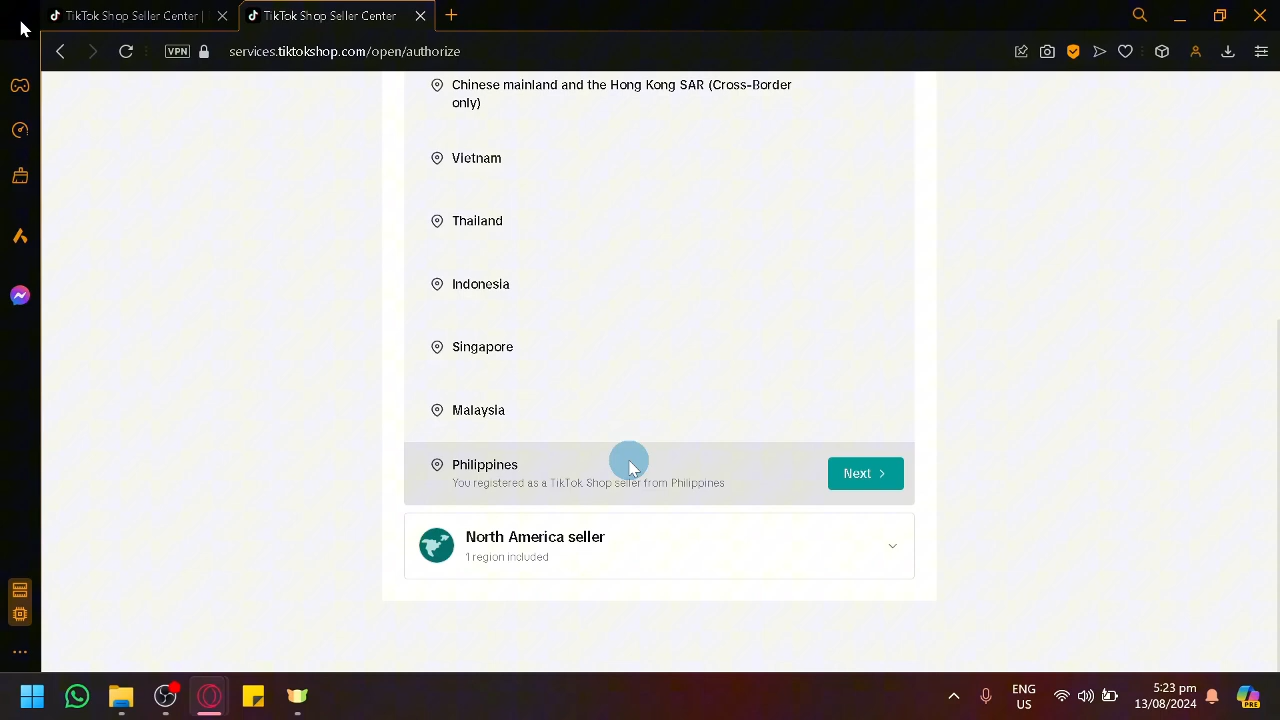 TikTok Shop Seller Center |
TikTok Shop Seller Center
VPN
services.tiktokshop.com/open/authorize
Chinese mainland and the Hong Kong SAR (Cross-Border
only)
Vietnam
Thailand
Indonesia
Singapore
Malaysia
Philippines
You registered as a TikTok Shop seller from Philippines
Next
North America seller
1 region included
ENG
US
5:23 pm
13/08/2024
PRE